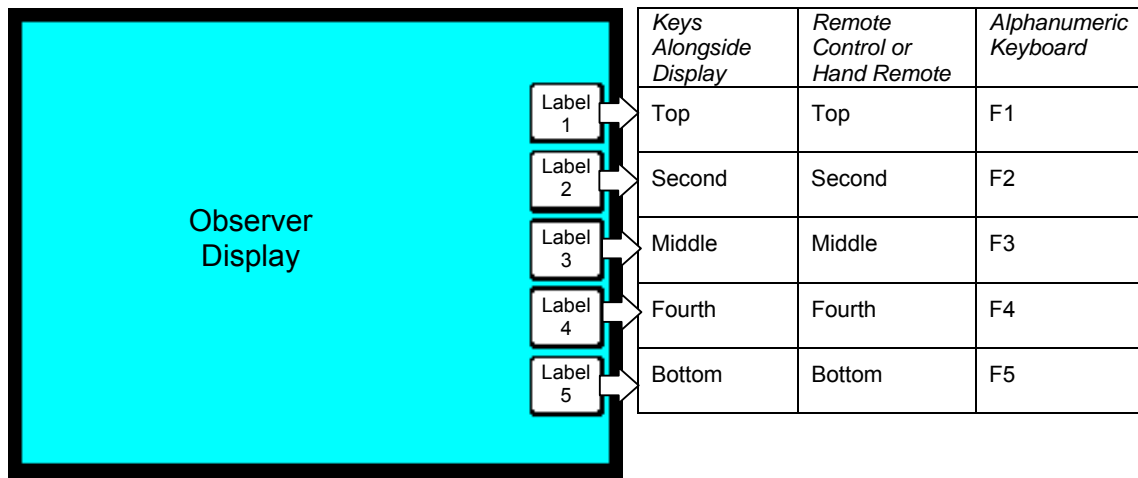 Observer
Display
Label
1
Label
2
Label
3
Label
4
Label
5
Keys
Alongside
Display
Remote
Control or
Hand Remote
Alphanumeric
Keyboard
Top Top F1
Second Second F2
Middle Middle F3
Fourth Fourth F4
Bottom Bottom F5